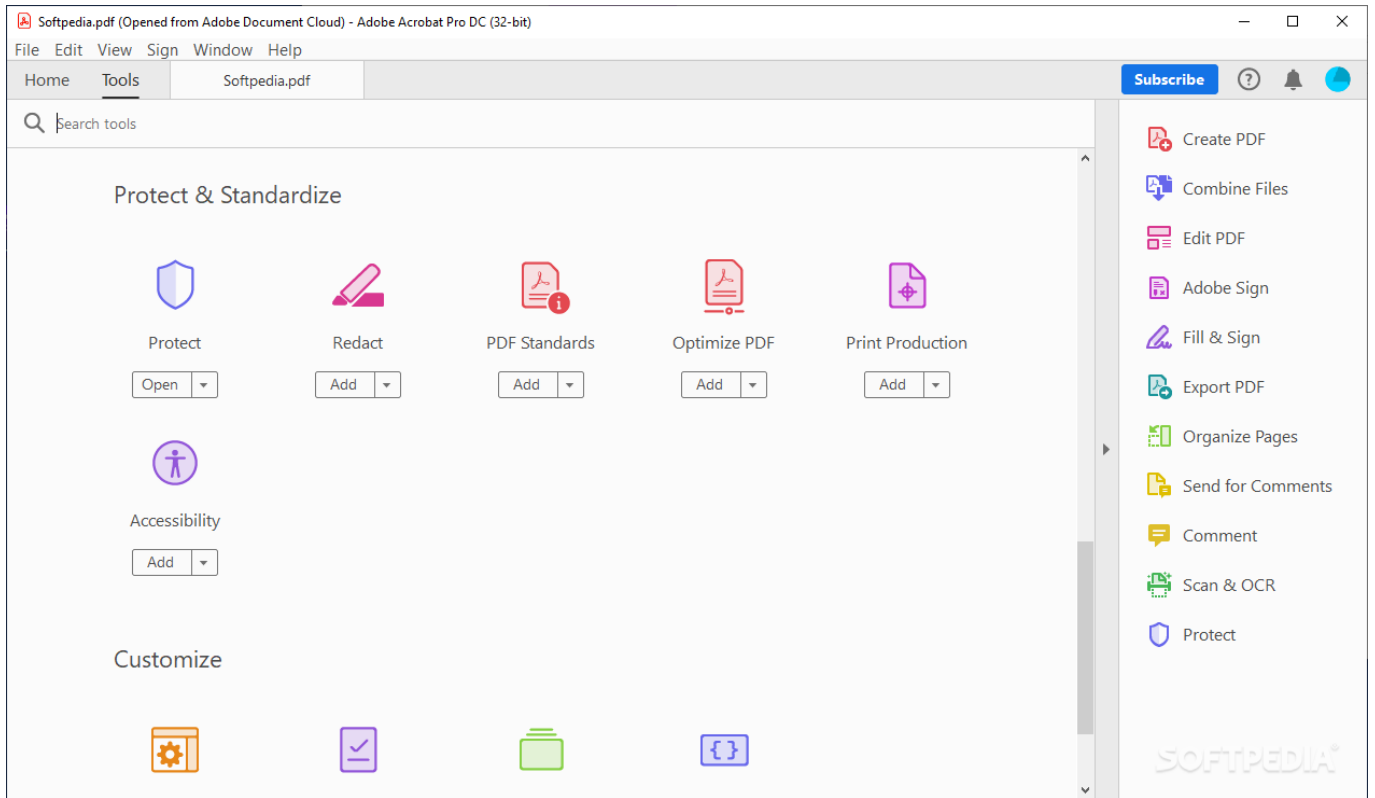 Softpedia.pdf (Opened from Adobe Document Cloud) - Adobe Acrobat Pro DC (32-bit)
File Edit View Sign Window Help
Home Tools Softpedia.pdf Subscribe ?
Search tools
Protect & Standardize
Protect Redact PDF Standards Optimize PDF Print Production
Open Add Add Add Add
Accessibility
Add
Customize
{ }
Create PDF
Combine Files
Edit PDF
Adobe Sign
Fill & Sign
Export PDF
Organize Pages
Send for Comments
Comment
Scan & OCR
Protect
SOFTPEDIA®